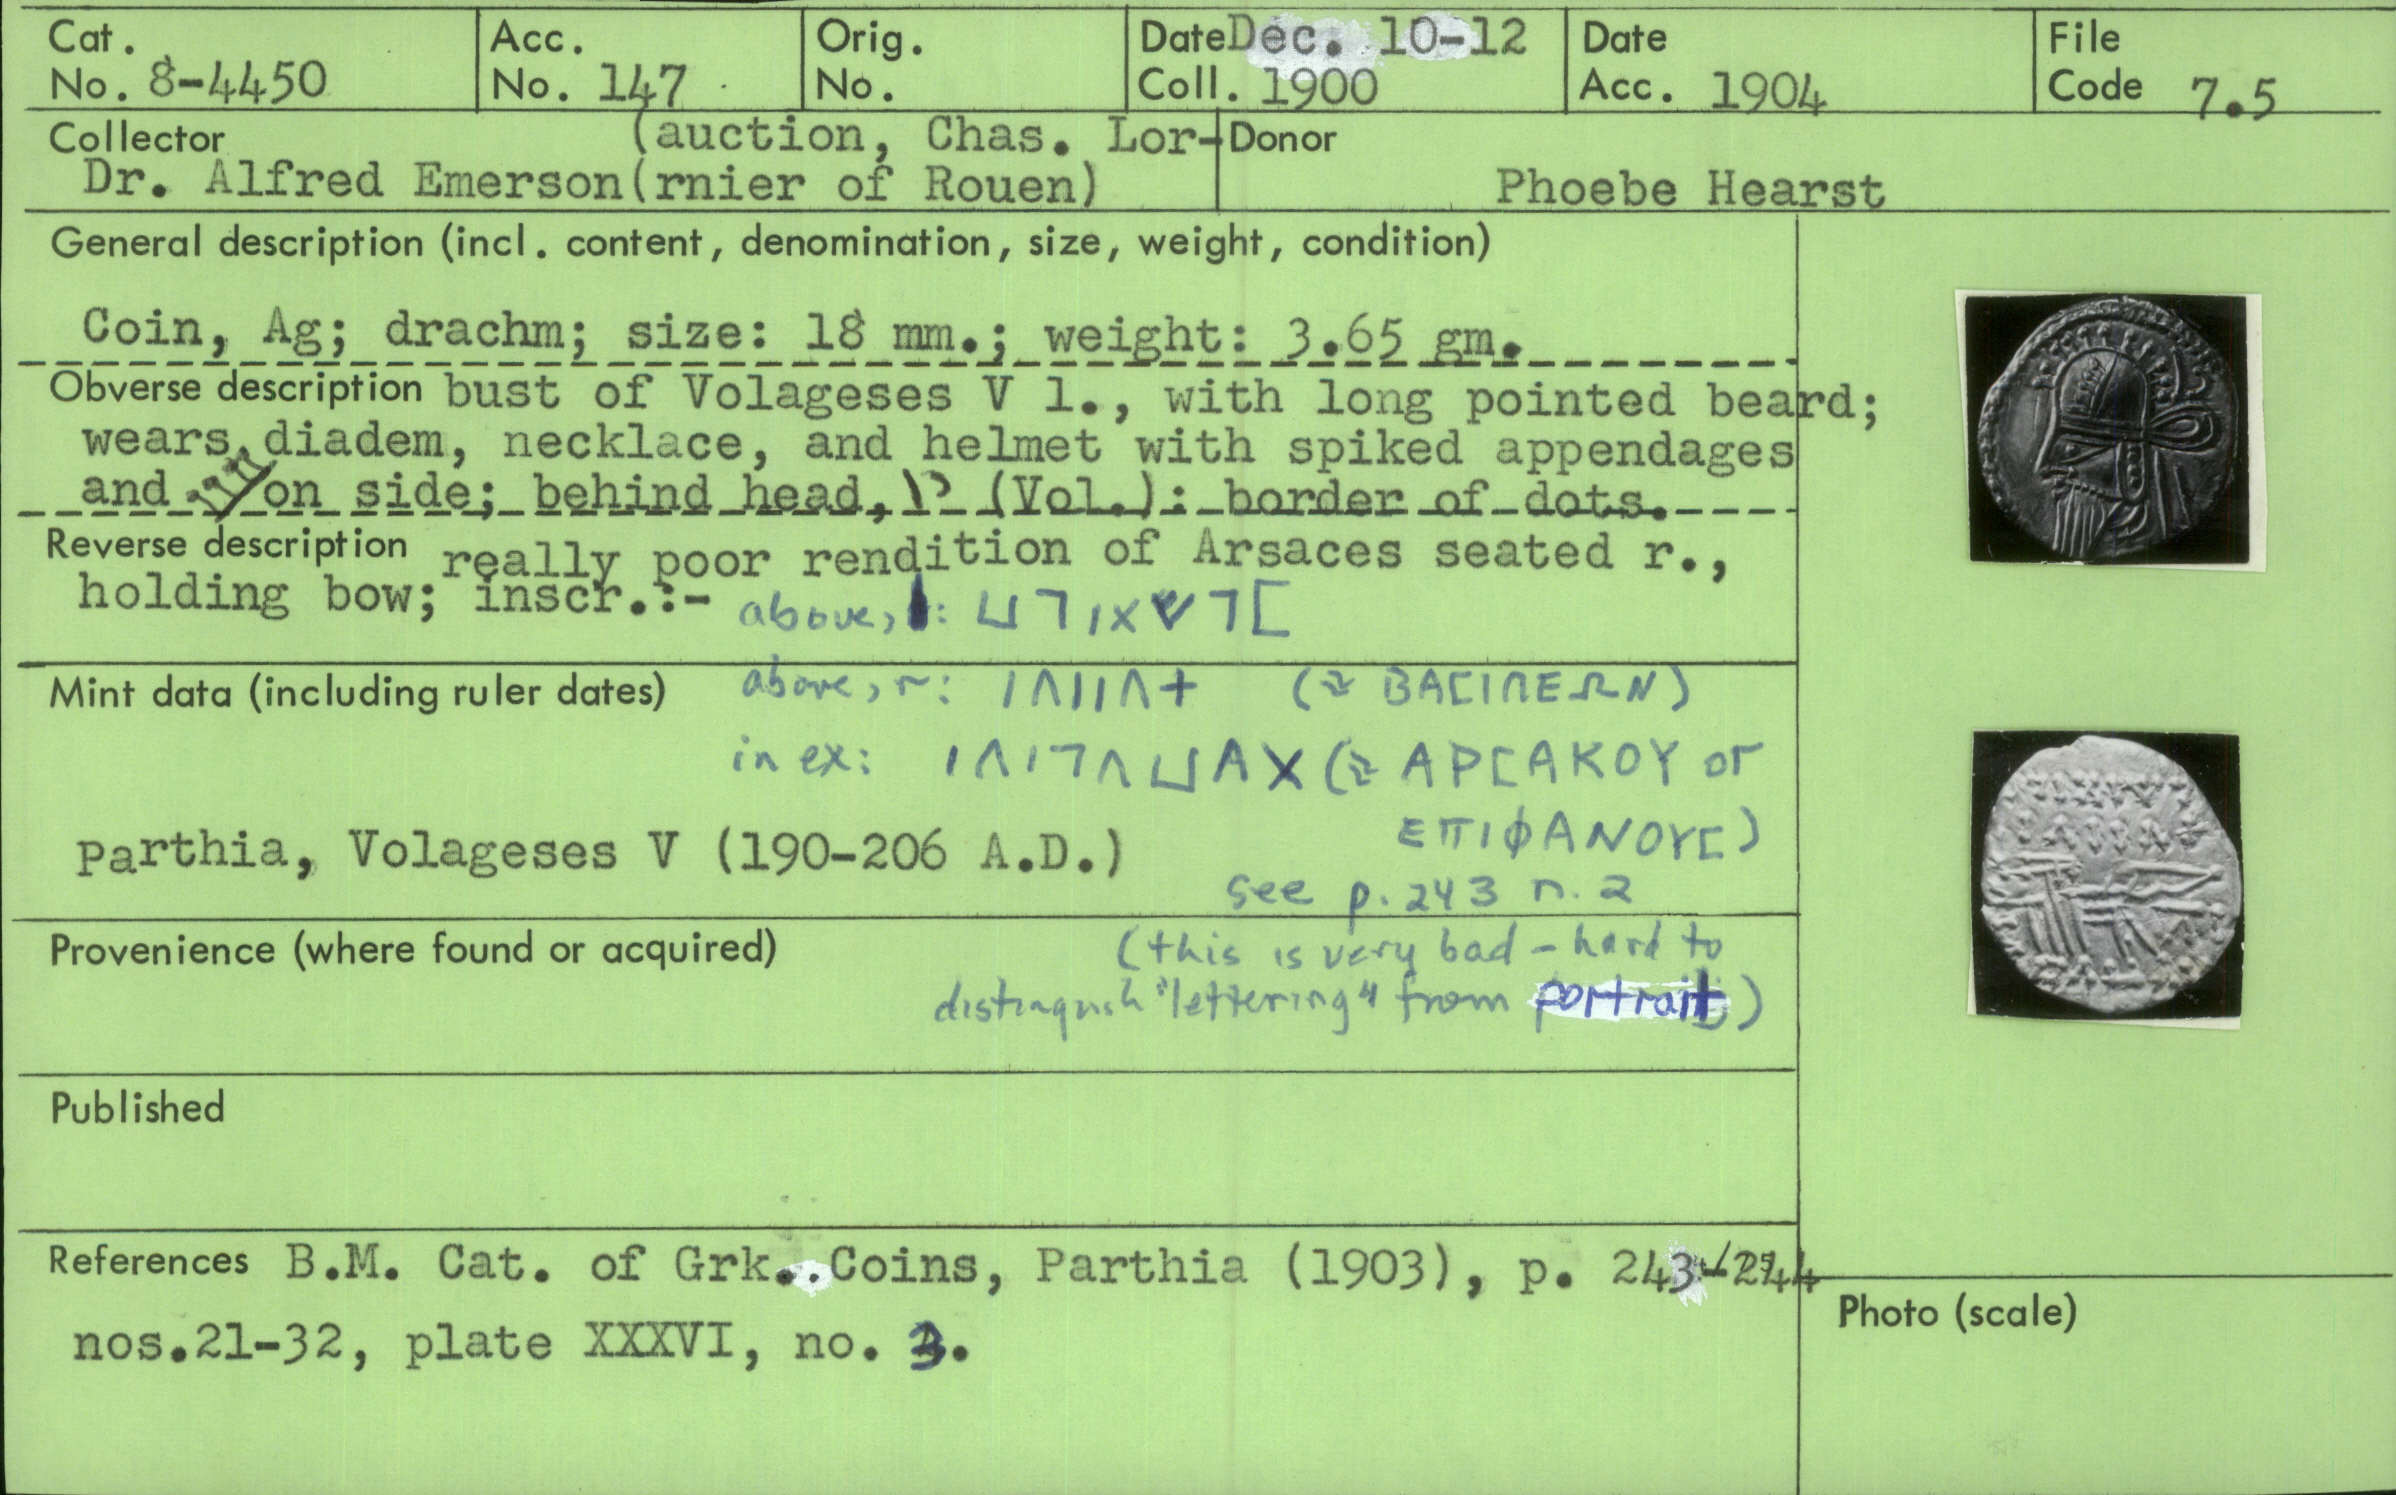 Cat. No. 8-4450
Acc. No. 147
Orig. No.
Date Coll. Dec. 10-12 1900
Date Acc. 1904
File Code 7.5
Collector (auction, Chas. Lor-
Dr. Alfred Emerson(rnier of Rouen)
Donor
Phoebe Hearst
General description (incl. content, denomination, size, weight, condition)
Coin, Ag; drachm; size: 18 mm.; weight: 3.65 gm.
Obverse description bust of Volageses V l., with long pointed beard;
wears diadem, necklace, and helmet with spiked appendages
and on side; behind head, (Vol.): border of dots.
Reverse description really poor rendition of Arsaces seated r.,
holding bow; inscr.:- above, l:
Mint data (including ruler dates) above, r: (≈ ΒΑΣΙΛΕΩΝ)
in ex: (≈ ΑΡΣΑΚΟΥ or
ΕΠΙΦΑΝΟΥΣ)
Parthia, Volageses V (190-206 A.D.)
see p. 243 n. 2
Provenience (where found or acquired) (this is very bad - hard to
distinguish "lettering" from portrait)
Published
References B.M. Cat. of Grk. Coins, Parthia (1903), p. 243-244
nos.21-32, plate XXXVI, no. 3.
Photo (scale)